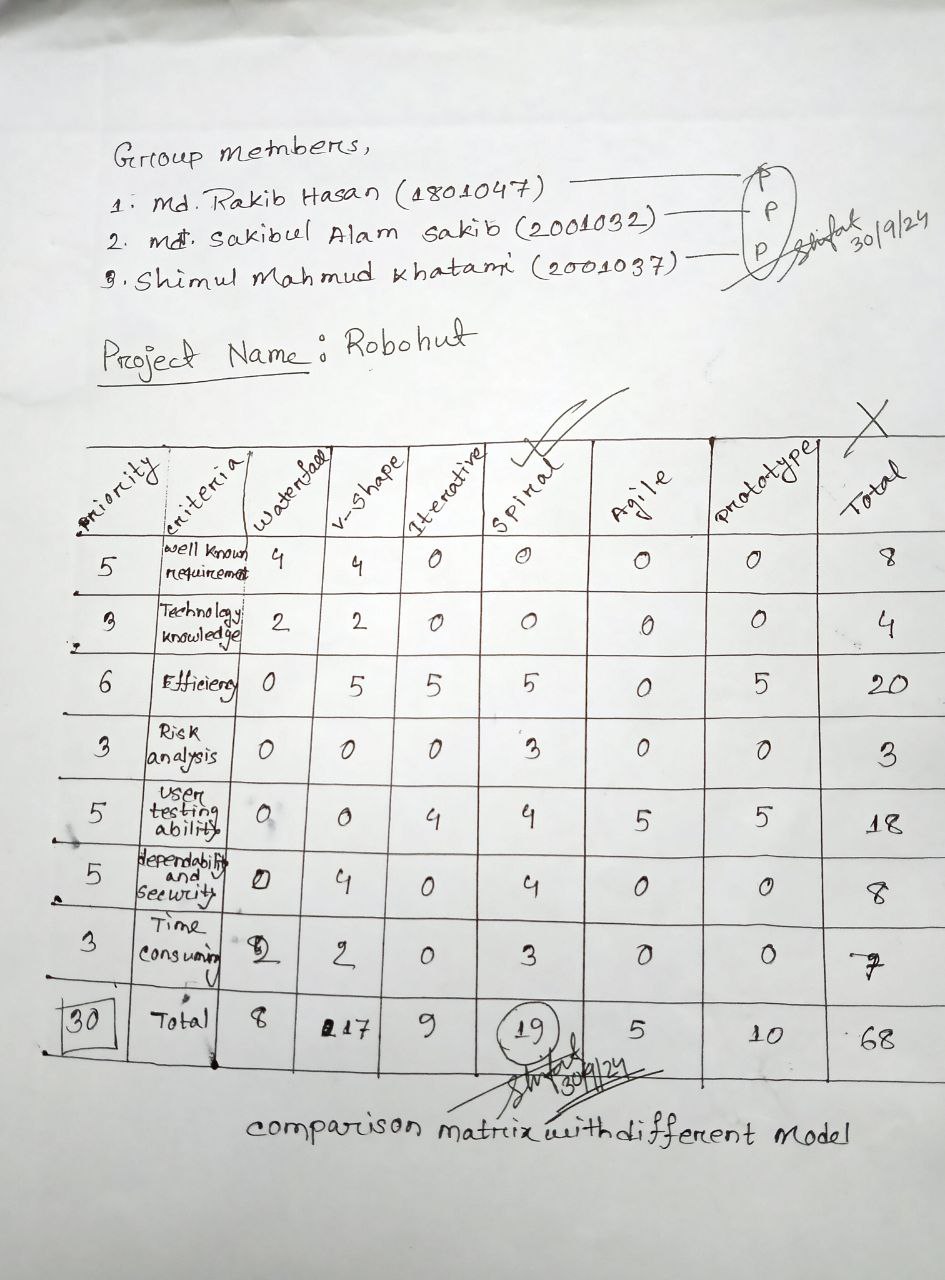 Group members,
1. Md. Rakib Hasan (1801047) P
2. Md. Sakibul Alam Sakib (2001032) P
3. Shimul Mahmud Khatami (2001037) P Shifat 30/9/24
Project Name: Robohut
Priority Criteria Waterfall V-shape Iterative Spiral Agile Prototype Total
5 Well known requirement 4 4 0 0 0 0 8
3 Technology knowledge 2 2 0 0 0 0 4
6 Efficiency 0 5 5 5 0 5 20
3 Risk analysis 0 0 0 3 0 0 3
5 User testing ability 0 0 4 4 5 5 18
5 dependability and security 0 4 0 4 0 0 8
3 Time consuming 2 2 0 3 0 0 7
30 Total 8 17 9 19 5 10 68
Shifat 30/9/24
comparison matrix with different Model